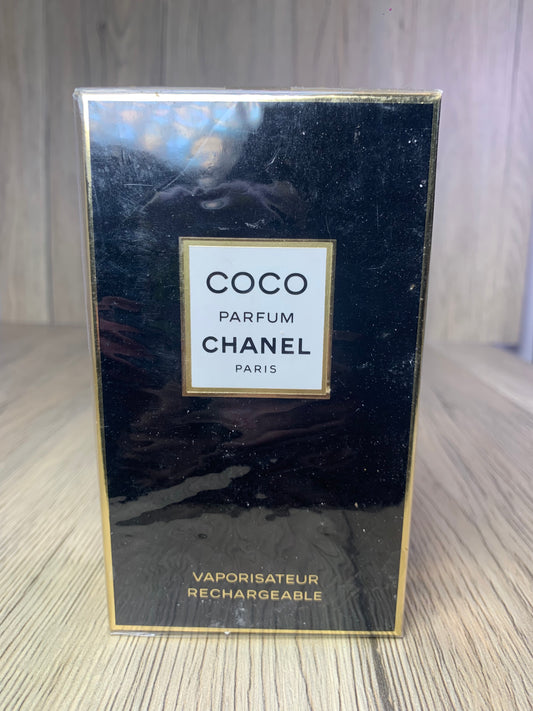 COCO
PARFUM
CHANEL
PARIS
VAPORISATEUR
RECHARGEABLE